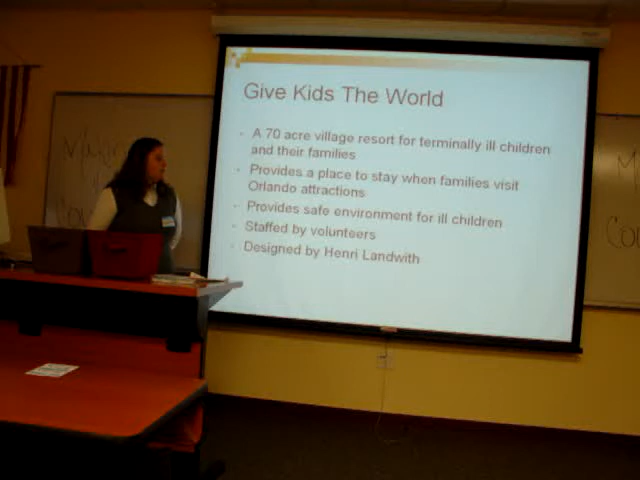 Give Kids The World
A 70 acre village resort for terminally ill children
and their families
Provides a place to stay when families visit
Orlando attractions
Provides safe environment for ill children
Staffed by volunteers
Designed by Henri Landwith